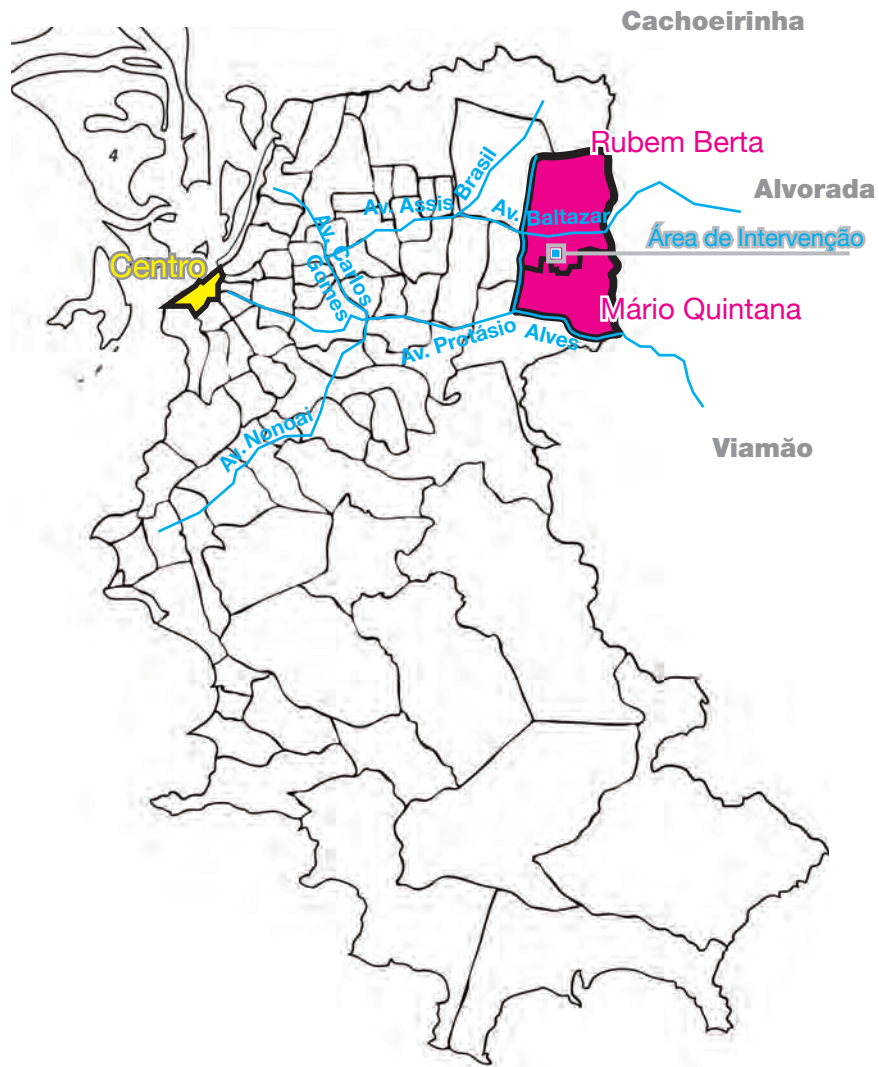 Cachoeirinha
4
Rubem Berta
Alvorada
Av. Assis Brasil
Av. Baltazar
Área de Intervenção
Av. Carlos
Gomes
Centro
Mário Quintana
Av. Protásio Alves
Av. Nonoai
Viamão